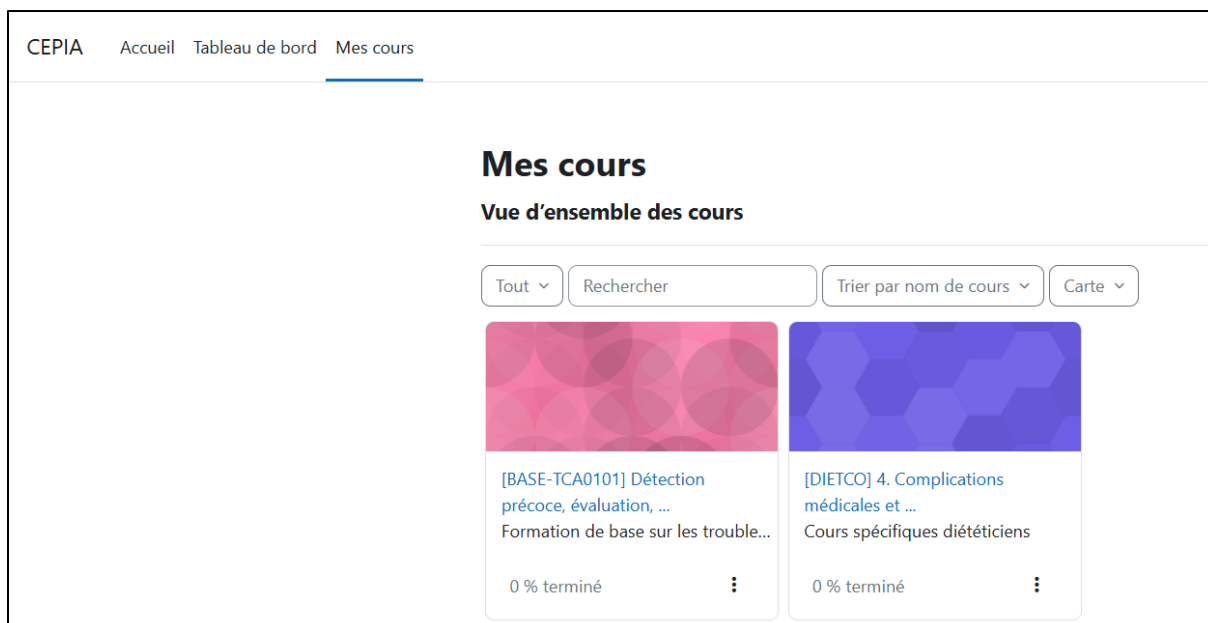 CEPIA Accueil Tableau de bord Mes cours
Mes cours
Vue d’ensemble des cours
Tout Rechercher Trier par nom de cours Carte
[BASE-TCA0101] Détection
précoce, évaluation, ...
Formation de base sur les trouble...
0 % terminé
[DIETCO] 4. Complications
médicales et ...
Cours spécifiques diététiciens
0 % terminé